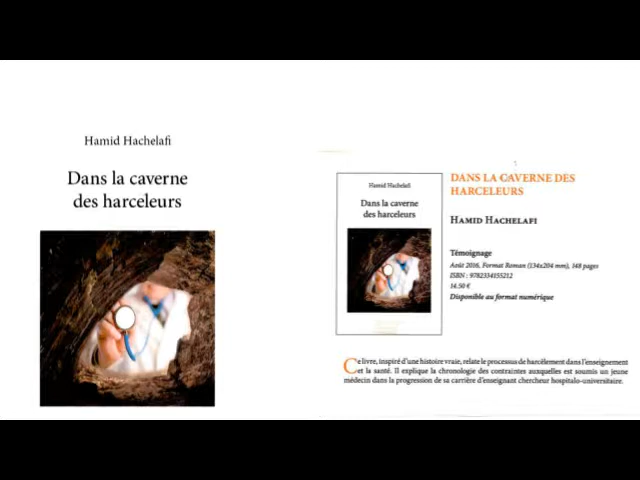 Hamid Hachelafi
Dans la caverne
des harceleurs
Hamid Hachelafi
Dans la caverne
des harceleurs
DANS LA CAVERNE DES
HARCELEURS
HAMID HACHELAFI
Témoignage
Août 2016, Format Roman (134x204 mm), 148 pages
ISBN : 9782334155212
14.50 €
Disponible au format numérique
Ce livre, inspiré d'une histoire vraie, relate le processus de harcèlement dans l'enseignement
et la santé. Il explique la chronologie des contraintes auxquelles est soumis un jeune
médecin dans la progression de sa carrière d'enseignant chercheur hospitalo-universitaire.